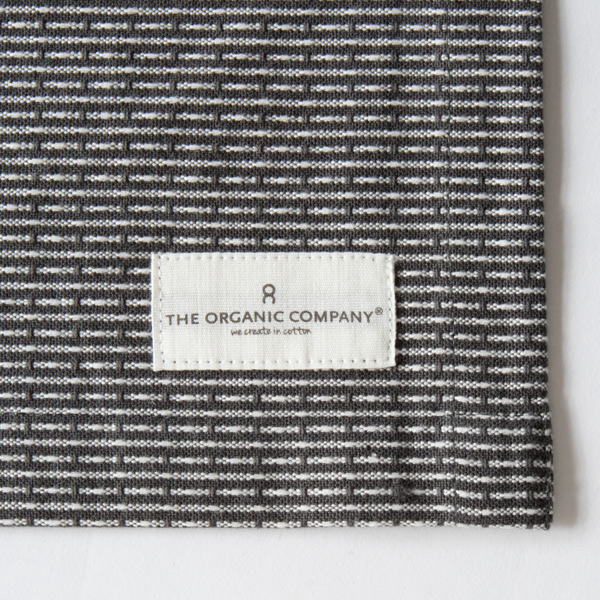 THE ORGANIC COMPANY®
we create in cotton